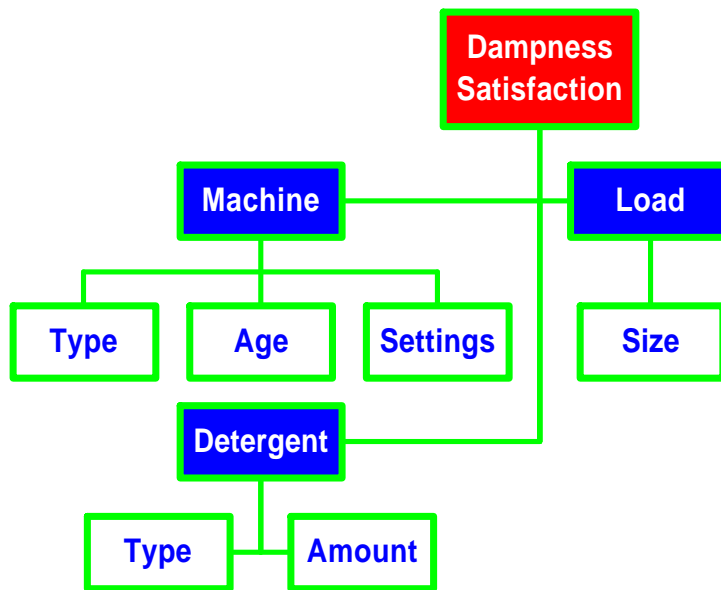 Dampness
Satisfaction
Machine
Load
Type
Age
Settings
Size
Detergent
Type
Amount